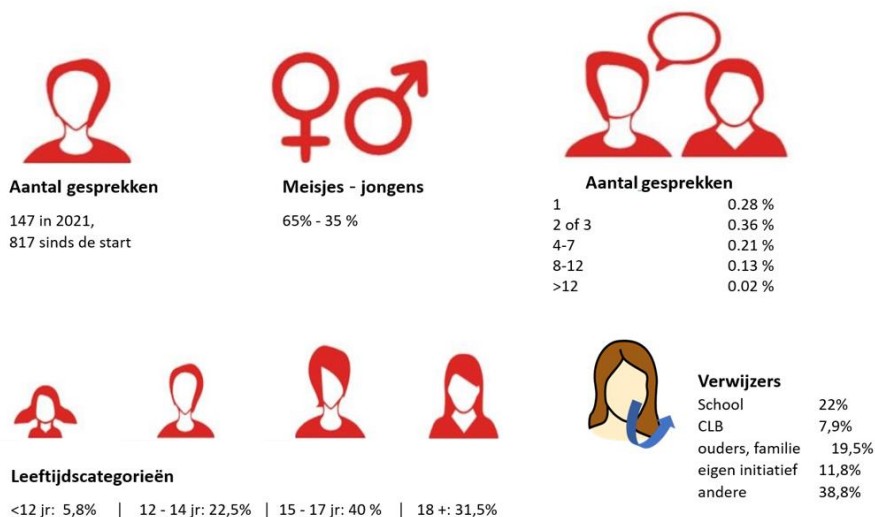 Aantal gesprekken
147 in 2021,
817 sinds de start
Meisjes - jongens
65% - 35 %
Aantal gesprekken
1 0.28 %
2 of 3 0.36 %
4-7 0.21 %
8-12 0.13 %
>12 0.02 %
Leeftijdscategorieën
<12 jr: 5,8% | 12 - 14 jr: 22,5% | 15 - 17 jr: 40 % | 18 +: 31,5%
Verwijzers
School 22%
CLB 7,9%
ouders, familie 19,5%
eigen initiatief 11,8%
andere 38,8%